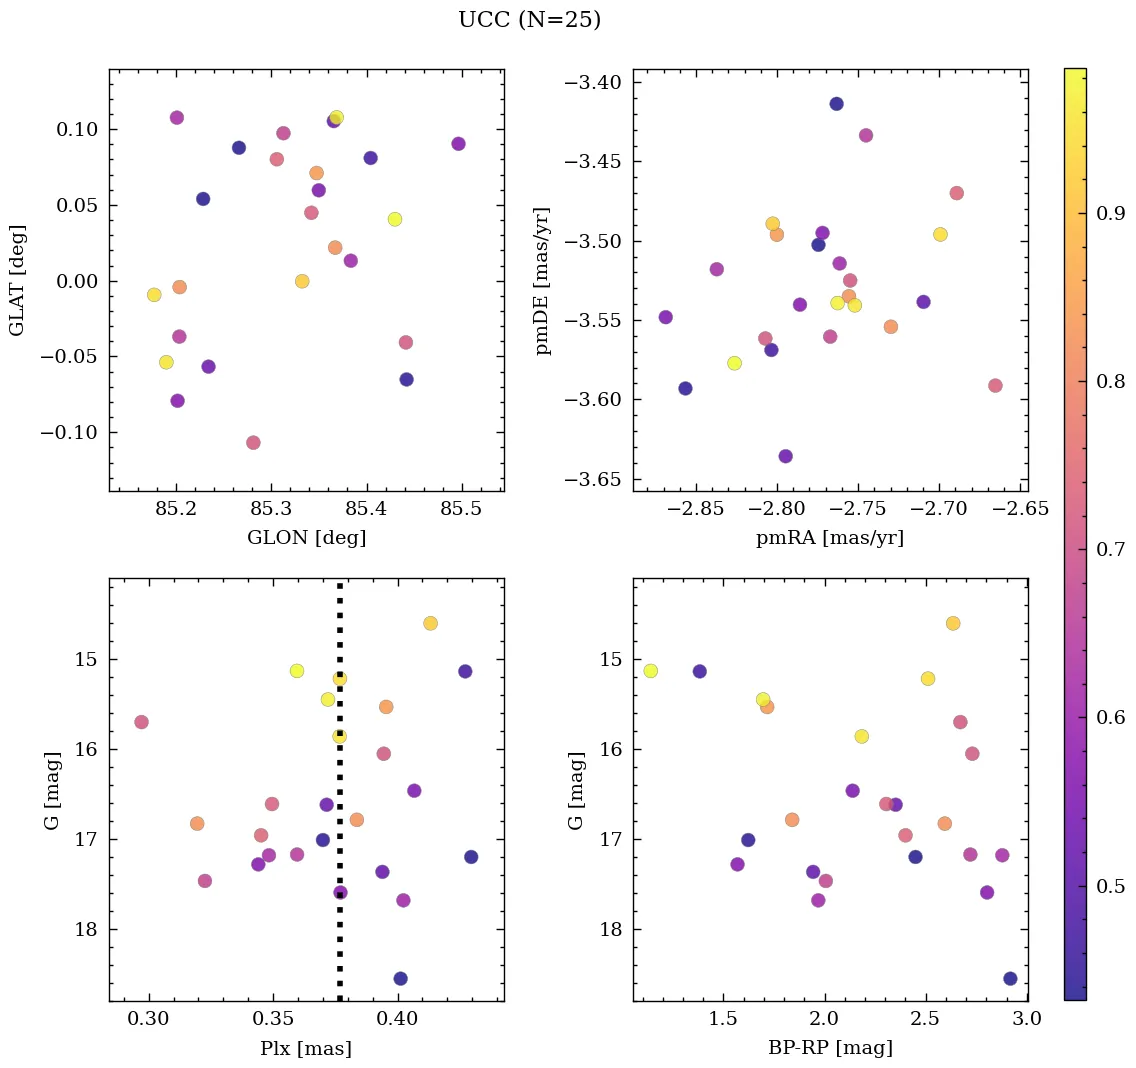 UCC (N=25)
0.10
0.05
0.00
−0.05
−0.10
GLAT [deg]
85.2 85.3 85.4 85.5
GLON [deg]
−3.40
−3.45
−3.50
−3.55
−3.60
−3.65
pmDE [mas/yr]
−2.85 −2.80 −2.75 −2.70 −2.65
pmRA [mas/yr]
15
16
17
18
G [mag]
0.30 0.35 0.40
Plx [mas]
15
16
17
18
G [mag]
1.5 2.0 2.5 3.0
BP-RP [mag]
0.9
0.8
0.7
0.6
0.5